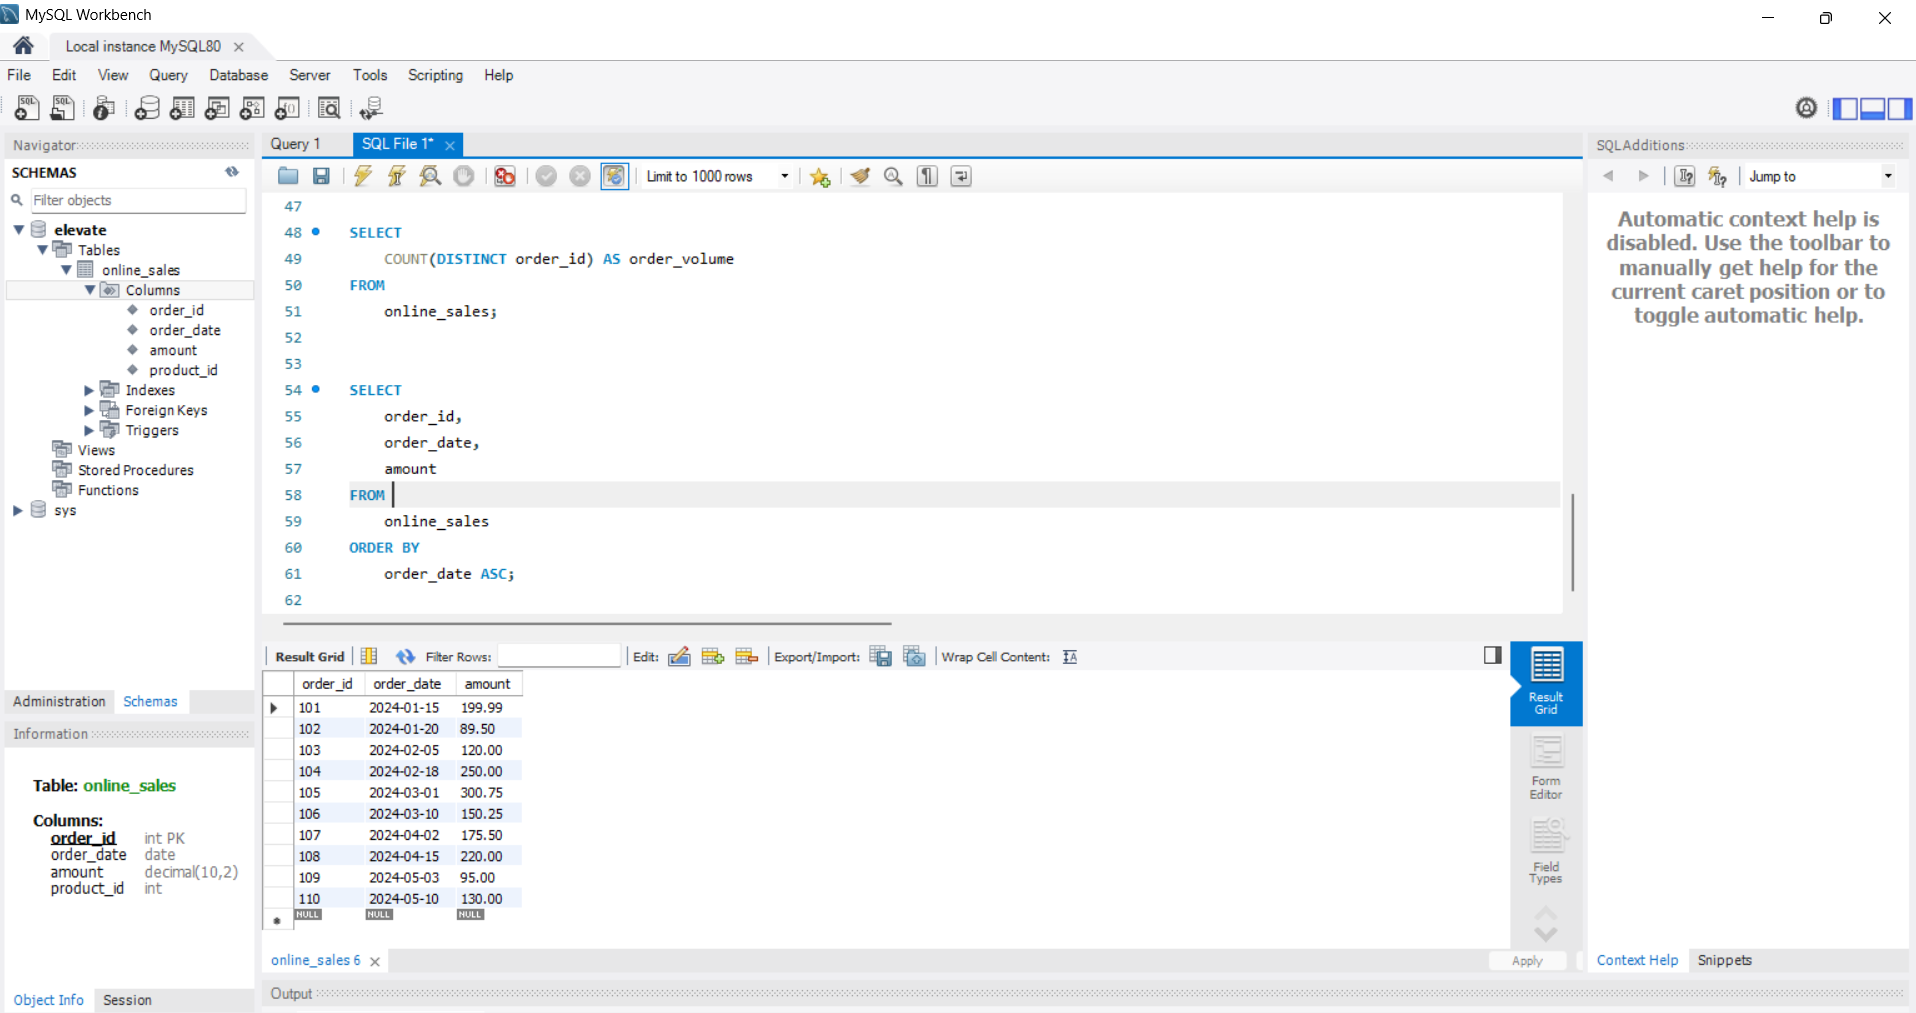 MySQL Workbench
Local instance MySQL80
File Edit View Query Database Server Tools Scripting Help
Navigator
SCHEMAS
Filter objects
elevate
Tables
online_sales
Columns
order_id
order_date
amount
product_id
Indexes
Foreign Keys
Triggers
Views
Stored Procedures
Functions
sys
Administration Schemas
Information
Table: online_sales
Columns:
order_id int PK
order_date date
amount decimal(10,2)
product_id int
Object Info Session
Query 1 SQL File 1*
Limit to 1000 rows
47
48 SELECT
49 COUNT(DISTINCT order_id) AS order_volume
50 FROM
51 online_sales;
52
53
54 SELECT
55 order_id,
56 order_date,
57 amount
58 FROM
59 online_sales
60 ORDER BY
61 order_date ASC;
62
Result Grid Filter Rows: Edit: Export/Import: Wrap Cell Content:
order_id order_date amount
101 2024-01-15 199.99
102 2024-01-20 89.50
103 2024-02-05 120.00
104 2024-02-18 250.00
105 2024-03-01 300.75
106 2024-03-10 150.25
107 2024-04-02 175.50
108 2024-04-15 220.00
109 2024-05-03 95.00
110 2024-05-10 130.00
NULL NULL NULL
Result
Grid
Form
Editor
Field
Types
online_sales 6
Apply
Output
SQLAdditions
Jump to
Automatic context help is
disabled. Use the toolbar to
manually get help for the
current caret position or to
toggle automatic help.
Context Help Snippets